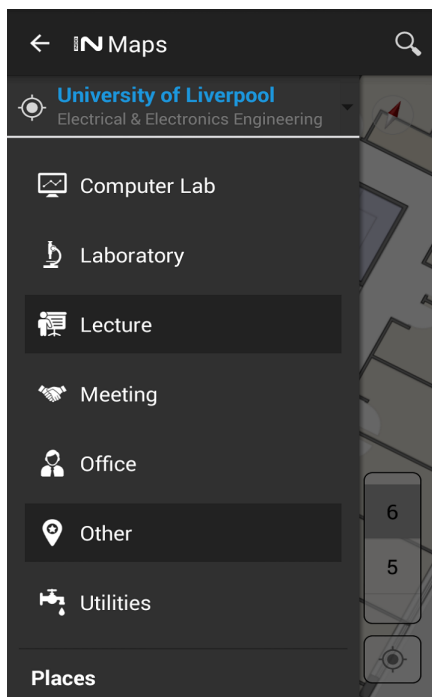 iN Maps
University of Liverpool
Electrical & Electronics Engineering
Computer Lab
Laboratory
Lecture
Meeting
Office
Other
Utilities
Places
6
5